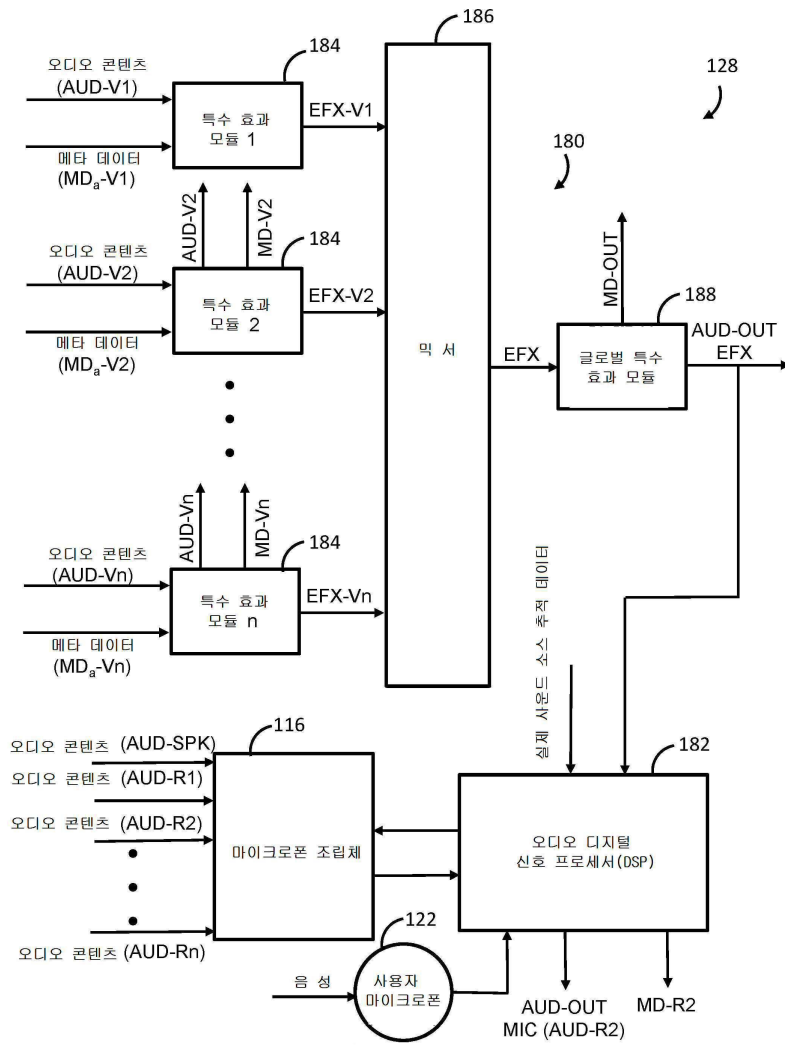 184
186
128
오디오 콘텐츠
(AUD-V1)
특수 효과
모듈 1
EFX-V1
180
메타 데이터
(MDa-V1)
AUD-V2
MD-V2
184
오디오 콘텐츠
(AUD-V2)
특수 효과
모듈 2
EFX-V2
메타 데이터
(MDa-V2)
믹 서
EFX
MD-OUT
188
글로벌 특수
효과 모듈
AUD-OUT
EFX
AUD-Vn
MD-Vn
184
오디오 콘텐츠
(AUD-Vn)
특수 효과
모듈 n
EFX-Vn
메타 데이터
(MDa-Vn)
실제 사운드 소스 추적 데이터
116
182
오디오 콘텐츠 (AUD-SPK)
오디오 콘텐츠 (AUD-R1)
오디오 콘텐츠 (AUD-R2)
오디오 콘텐츠 (AUD-Rn)
마이크로폰 조립체
오디오 디지털
신호 프로세서(DSP)
122
음 성
사용자
마이크로폰
AUD-OUT
MIC (AUD-R2)
MD-R2